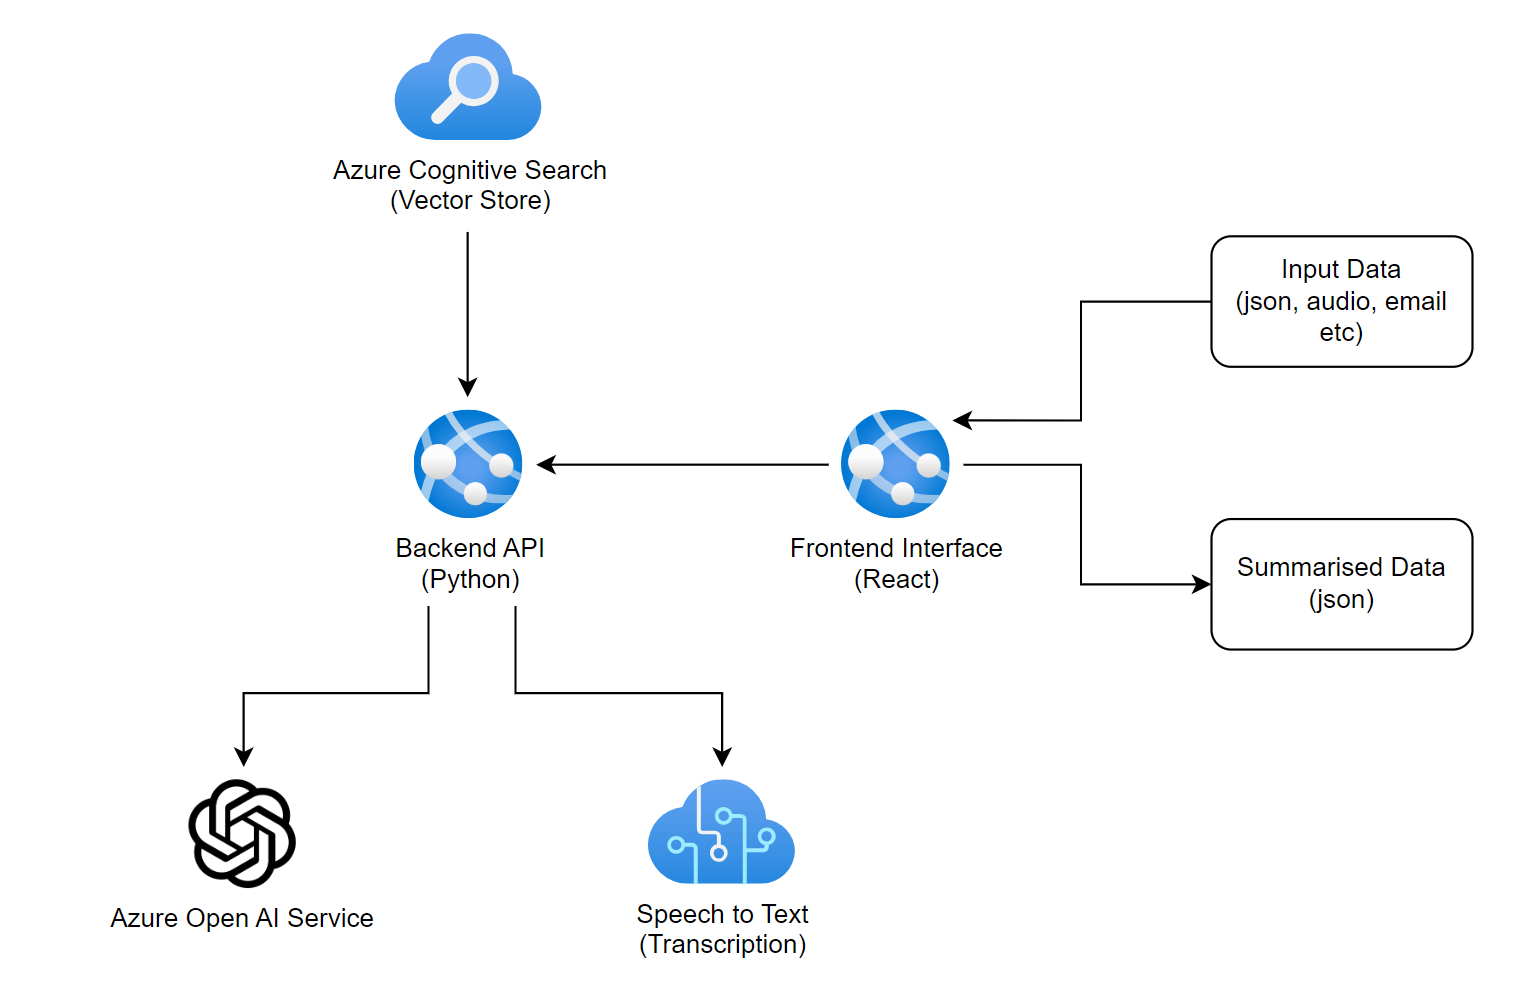 Azure Cognitive Search
(Vector Store)
Input Data
(json, audio, email
etc)
Backend API
(Python)
Frontend Interface
(React)
Summarised Data
(json)
Azure Open AI Service
Speech to Text
(Transcription)